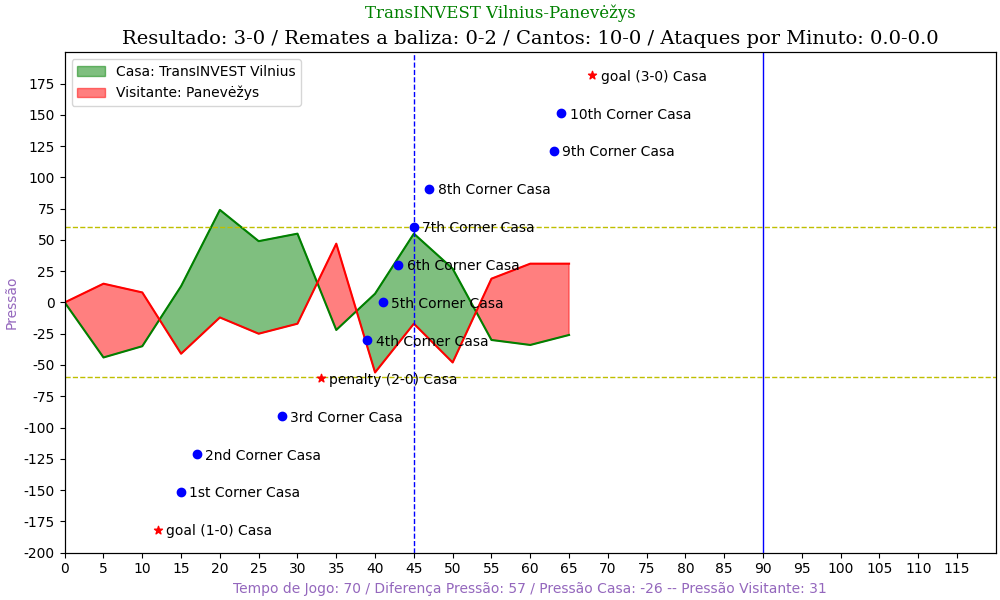 TransINVEST Vilnius-Panevėžys
Resultado: 3-0 / Remates a baliza: 0-2 / Cantos: 10-0 / Ataques por Minuto: 0.0-0.0
Casa: TransINVEST Vilnius
Visitante: Panevėžys
goal (3-0) Casa
10th Corner Casa
9th Corner Casa
8th Corner Casa
7th Corner Casa
6th Corner Casa
5th Corner Casa
4th Corner Casa
penalty (2-0) Casa
3rd Corner Casa
2nd Corner Casa
1st Corner Casa
goal (1-0) Casa
Pressão
175
150
125
100
75
50
25
0
-25
-50
-75
-100
-125
-150
-175
-200
0 5 10 15 20 25 30 35 40 45 50 55 60 65 70 75 80 85 90 95 100 105 110 115
Tempo de Jogo: 70 / Diferença Pressão: 57 / Pressão Casa: -26 -- Pressão Visitante: 31